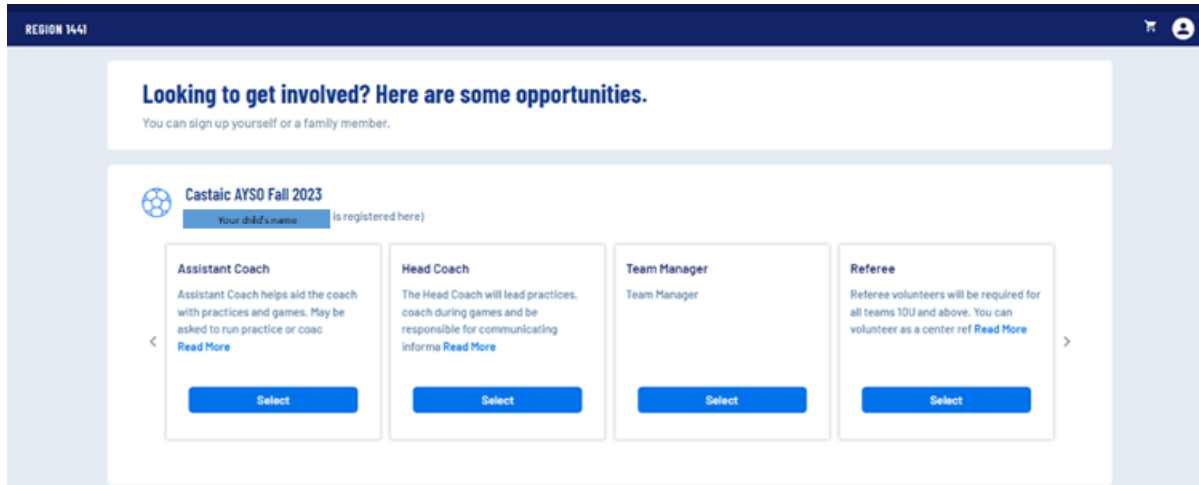 REGION 1441
Looking to get involved? Here are some opportunities.
You can sign up yourself or a family member.
Castaic AYSO Fall 2023
Your child's name is registered here)
Assistant Coach
Assistant Coach helps aid the coach
with practices and games. May be
asked to run practice or coac
Read More
Select
Head Coach
The Head Coach will lead practices,
coach during games and be
responsible for communicating
informa Read More
Select
Team Manager
Team Manager
Select
Referee
Referee volunteers will be required for
all teams 10U and above. You can
volunteer as a center ref Read More
Select